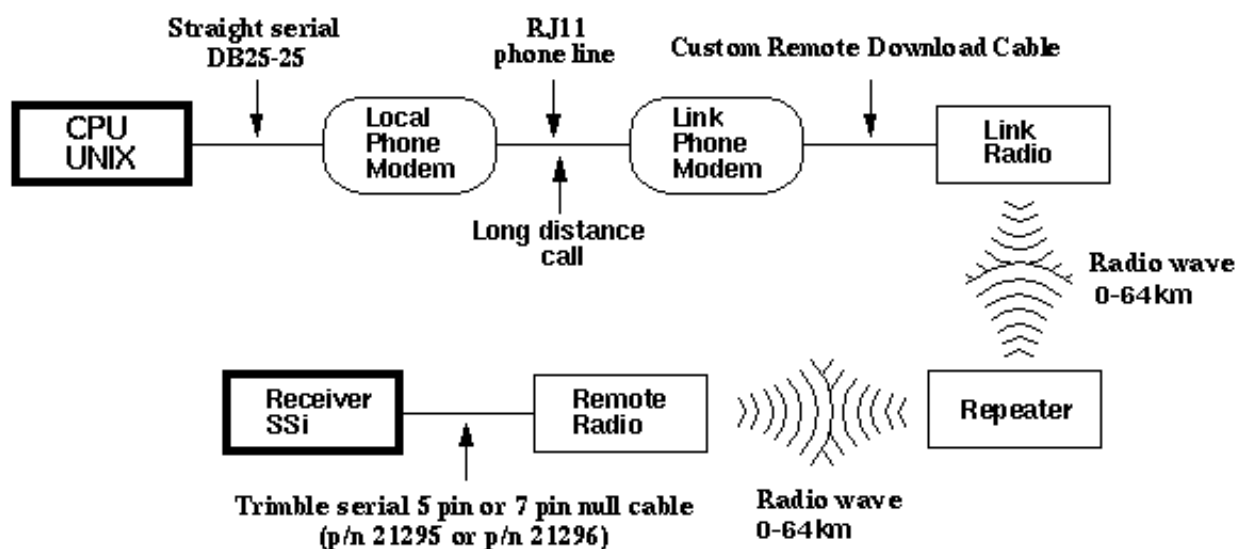 Straight serial
DB25-25
RJ11
phone line
Custom Remote Download Cable
CPU
UNIX
Local
Phone
Modem
Link
Phone
Modem
Link
Radio
Long distance
call
Radio wave
0-64km
Receiver
SSi
Remote
Radio
Repeater
Trimble serial 5 pin or 7 pin null cable
(p/n 21295 or p/n 21296)
Radio wave
0-64km